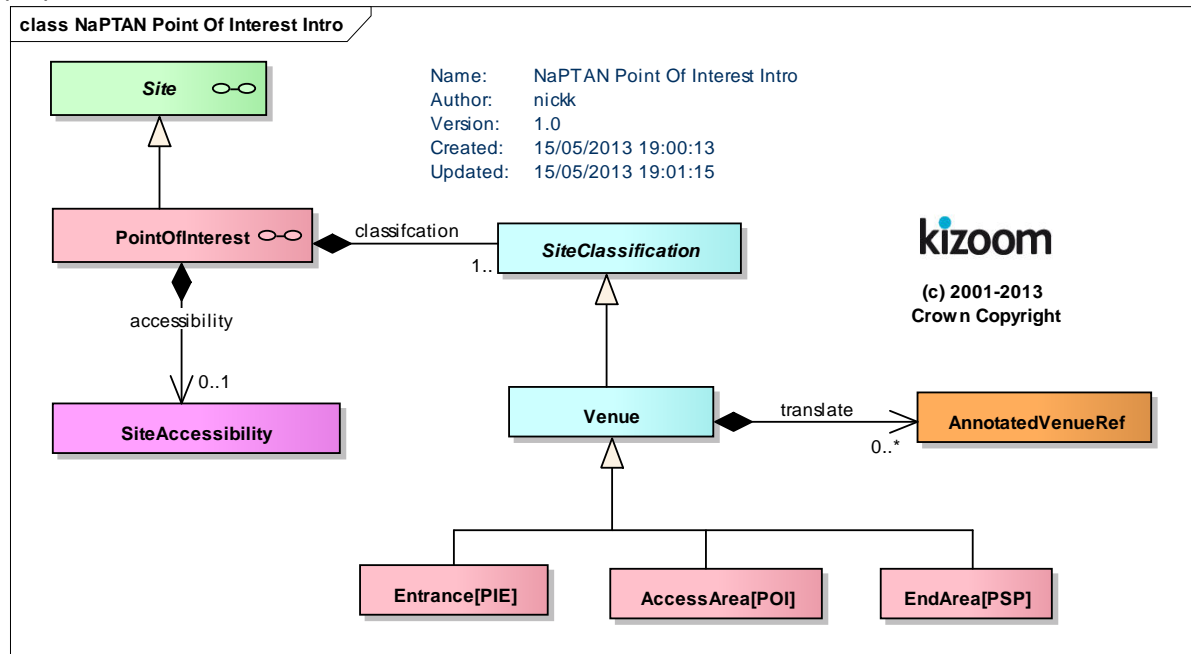 class NaPTAN Point Of Interest Intro
Site
Name: NaPTAN Point Of Interest Intro
Author: nickk
Version: 1.0
Created: 15/05/2013 19:00:13
Updated: 15/05/2013 19:01:15
PointOfInterest
classifcation
1..
SiteClassification
kizoom
(c) 2001-2013
Crown Copyright
accessibility
0..1
SiteAccessibility
Venue
translate
0..*
AnnotatedVenueRef
Entrance[PIE]
AccessArea[POI]
EndArea[PSP]